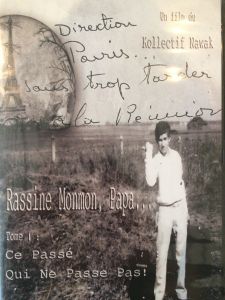 Direction
Un film du
Kollectif Nawak
Paris...
sans trop tarder
à la Réunion
Rassine Monmon, Papa...
Tome 1 :
Ce Passé
Qui Ne Passe Pas!